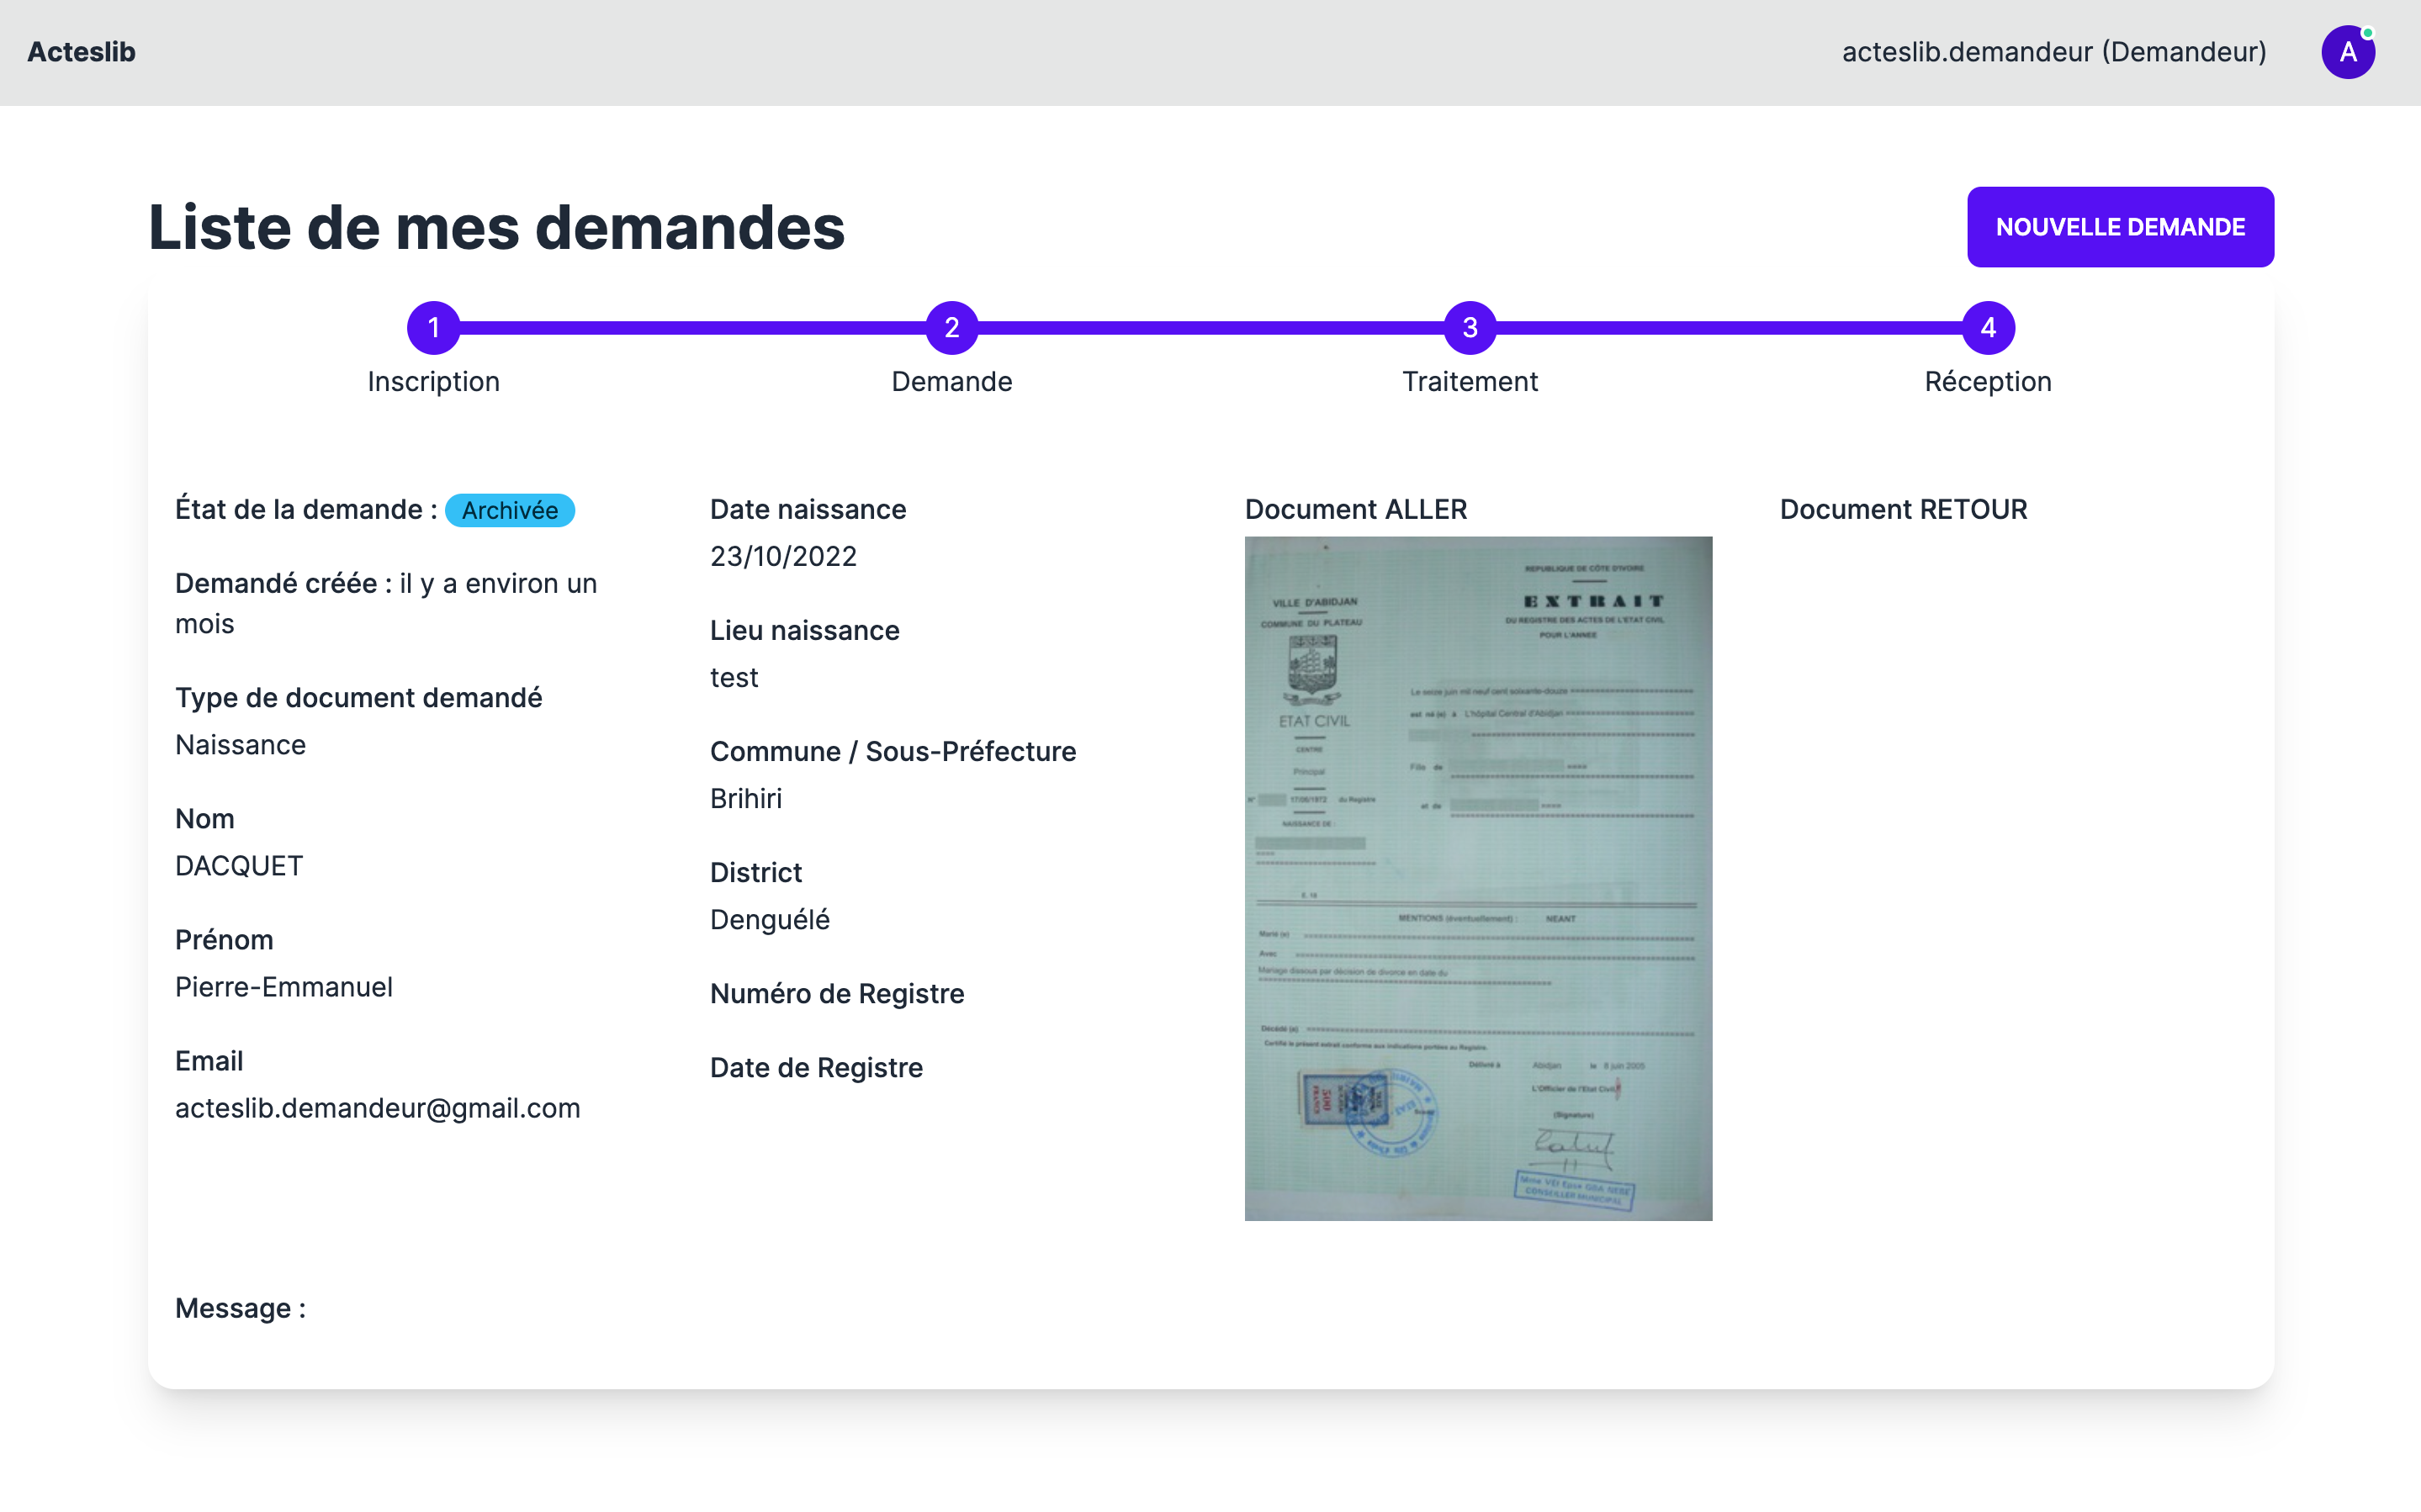 Acteslib
acteslib.demandeur (Demandeur)
A
Liste de mes demandes
NOUVELLE DEMANDE
1
2
3
4
Inscription
Demande
Traitement
Réception
État de la demande : Archivée
Demandé créée : il y a environ un
mois
Type de document demandé
Naissance
Nom
DACQUET
Prénom
Pierre-Emmanuel
Email
acteslib.demandeur@gmail.com
Date naissance
23/10/2022
Lieu naissance
test
Commune / Sous-Préfecture
Brihiri
District
Denguélé
Numéro de Registre
Date de Registre
Document ALLER
VILLE D'ABIDJAN
COMMUNE DU PLATEAU
ETAT CIVIL
CENTRE
Principal
N° 17/06/1972 du Registre
NAISSANCE DE :
REPUBLIQUE DE CÔTE D'IVOIRE
EXTRAIT
DU REGISTRE DES ACTES DE L'ETAT CIVIL
POUR L'ANNEE
Le seize juin mil neuf cent soixante-douze
est né (e) à L'hôpital Central d'Abidjan
Fille de
et de
MENTIONS (éventuellement) : NEANT
Marié (e)
Avec
Mariage dissous par décision de divorce en date du
Décédé (e)
Certifié le présent extrait conforme aux indications portées au Registre.
Délivré à Abidjan le 8 juin 2005
L'Officier de l'Etat Civil,
(Signature)
500
FRANCS
ETAT CIVIL
CONSEILLER MUNICIPAL
Document RETOUR
Message :